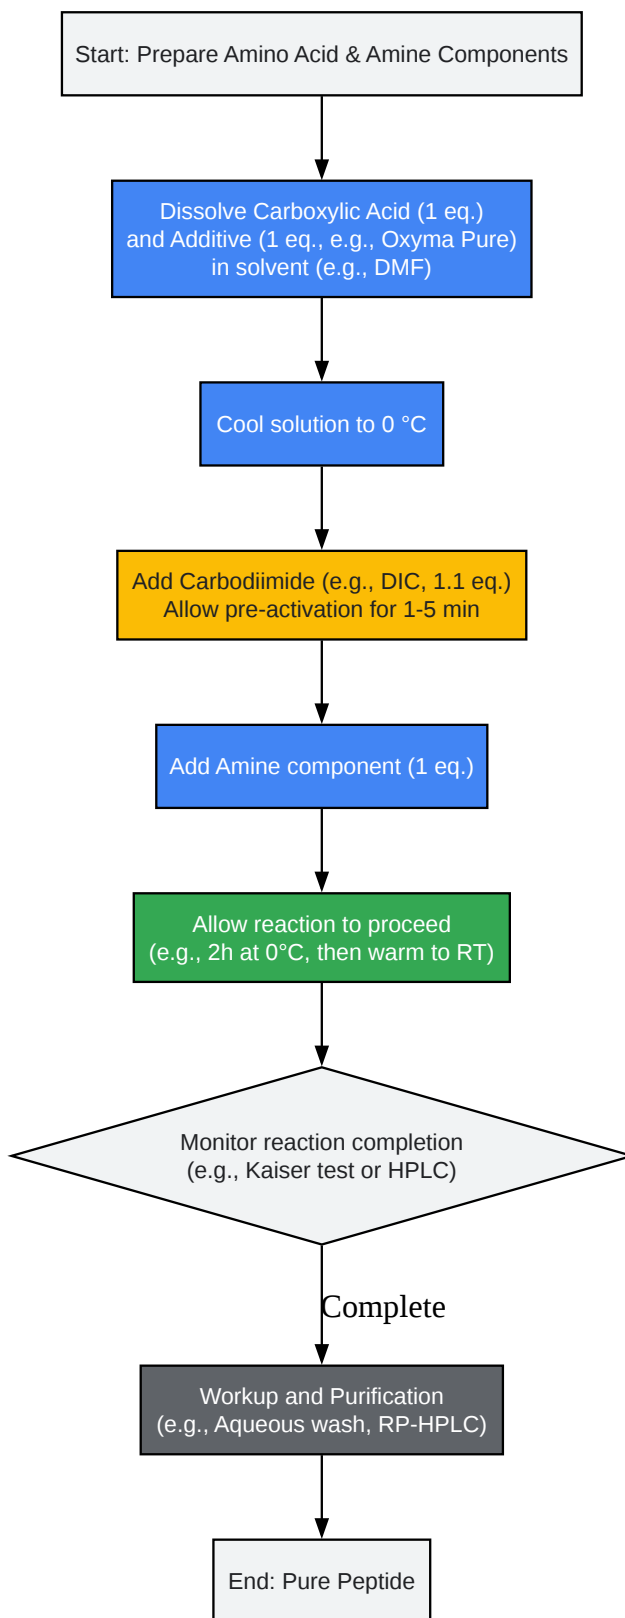 Start: Prepare Amino Acid & Amine Components
Dissolve Carboxylic Acid (1 eq.)
and Additive (1 eq., e.g., Oxyma Pure)
in solvent (e.g., DMF)
Cool solution to 0 °C
Add Carbodiimide (e.g., DIC, 1.1 eq.)
Allow pre-activation for 1-5 min
Add Amine component (1 eq.)
Allow reaction to proceed
(e.g., 2h at 0°C, then warm to RT)
Monitor reaction completion
(e.g., Kaiser test or HPLC)
Complete
Workup and Purification
(e.g., Aqueous wash, RP-HPLC)
End: Pure Peptide